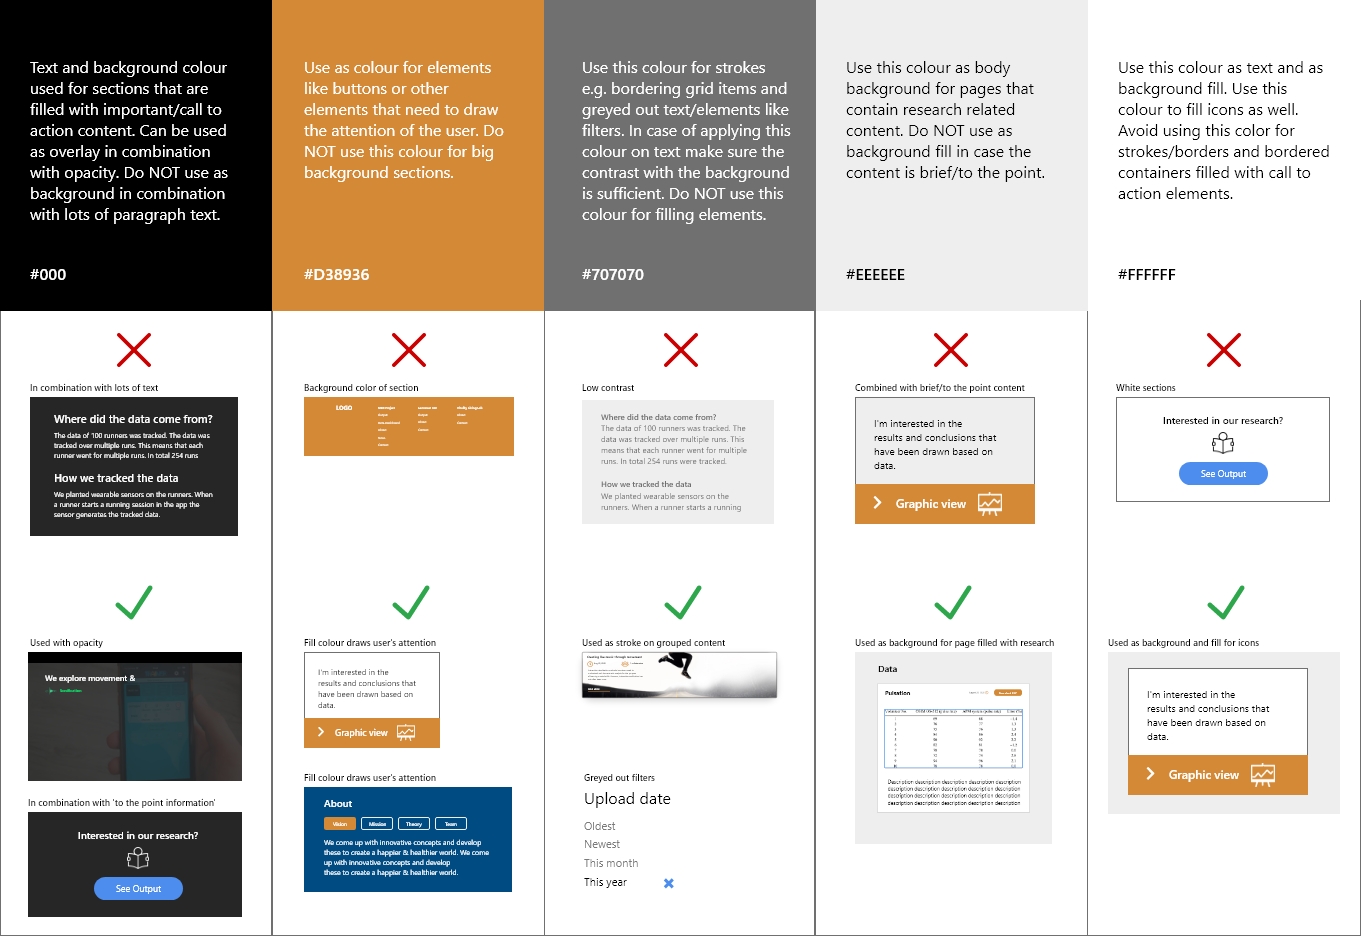 Text and background colour
used for sections that are
filled with important/call to
action content. Can be used
as overlay in combination
with opacity. Do NOT use as
background in combination
with lots of paragraph text.
#000
Use as colour for elements
like buttons or other
elements that need to draw
the attention of the user. Do
NOT use this colour for big
background sections.
#D38936
Use this colour for strokes
e.g. bordering grid items and
greyed out text/elements like
filters. In case of applying this
colour on text make sure the
contrast with the background
is sufficient. Do NOT use this
colour for filling elements.
#707070
Use this colour as body
background for pages that
contain research related
content. Do NOT use as
background fill in case the
content is brief/to the point.
#EEEEEE
Use this colour as text and as
background fill. Use this
colour to fill icons as well.
Avoid using this color for
strokes/borders and bordered
containers filled with call to
action elements.
#FFFFFF
In combination with lots of text
Where did the data come from?
The data of 100 runners was tracked. The data was
tracked over multiple runs. This means that each
runner went for multiple runs. In total 254 runs
How we tracked the data
We planted wearable sensors on the runners. When
a runner starts a running session in the app the
sensor generates the tracked data.
Used with opacity
We explore movement &
In combination with 'to the point information'
Interested in our research?
See Output
Background color of section
LOGO
Fill colour draws user's attention
I'm interested in the
results and conclusions that
have been drawn based on
data.
Graphic view
Fill colour draws user's attention
About
Vision
Mission
Theory
Team
We come up with innovative concepts and develop
these to create a happier & healthier world. We come
up with innovative concepts and develop
these to create a happier & healthier world.
Low contrast
Where did the data come from?
The data of 100 runners was tracked. The
data was tracked over multiple runs. This
means that each runner went for multiple
runs. In total 254 runs were tracked.
How we tracked the data
We planted wearable sensors on the
runners. When a runner starts a running
Used as stroke on grouped content
Greyed out filters
Upload date
Oldest
Newest
This month
This year
Combined with brief/to the point content
I'm interested in the
results and conclusions that
have been drawn based on
data.
Graphic view
Used as background for page filled with research
Data
Pulsation
Description description description description description
description description description description description
description description description description description
description description description description description
White sections
Interested in our research?
See Output
Used as background and fill for icons
I'm interested in the
results and conclusions that
have been drawn based on
data.
Graphic view